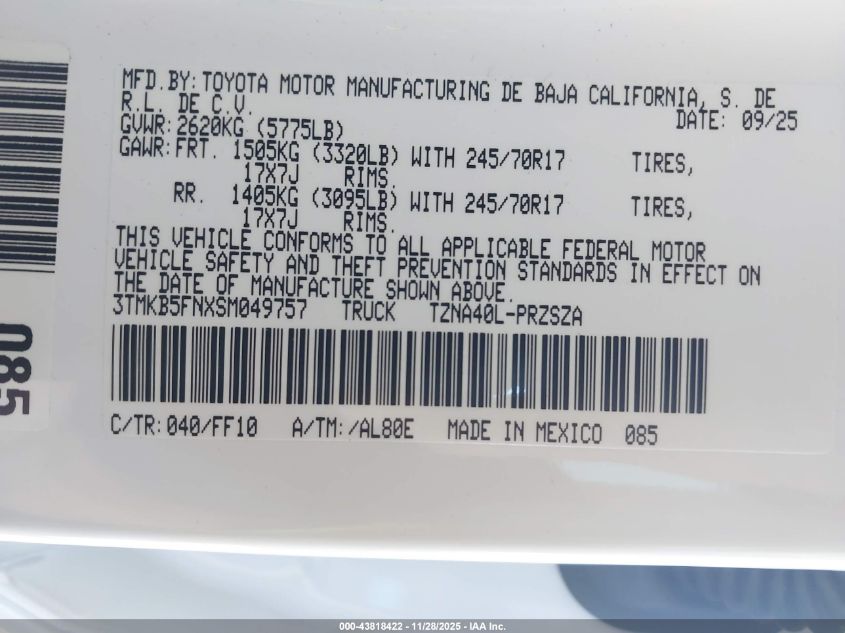 MFD.BY:TOYOTA MOTOR MANUFACTURING DE BAJA CALIFORNIA, S. DE
R.L. DE C.V. DATE: 09/25
GVWR:2620KG (5775LB)
GAWR:FRT. 1505KG (3320LB) WITH 245/70R17 TIRES,
17X7J RIMS.
RR. 1405KG (3095LB) WITH 245/70R17 TIRES,
17X7J RIMS.
THIS VEHICLE CONFORMS TO ALL APPLICABLE FEDERAL MOTOR
VEHICLE SAFETY AND THEFT PREVENTION STANDARDS IN EFFECT ON
THE DATE OF MANUFACTURE SHOWN ABOVE.
3TMKB5FNXSM049757 TRUCK TZNA40L-PRZSZA
C/TR:040/FF10 A/TM:/AL80E MADE IN MEXICO 085
085
000-43818422 - 11/28/2025 - IAA Inc.